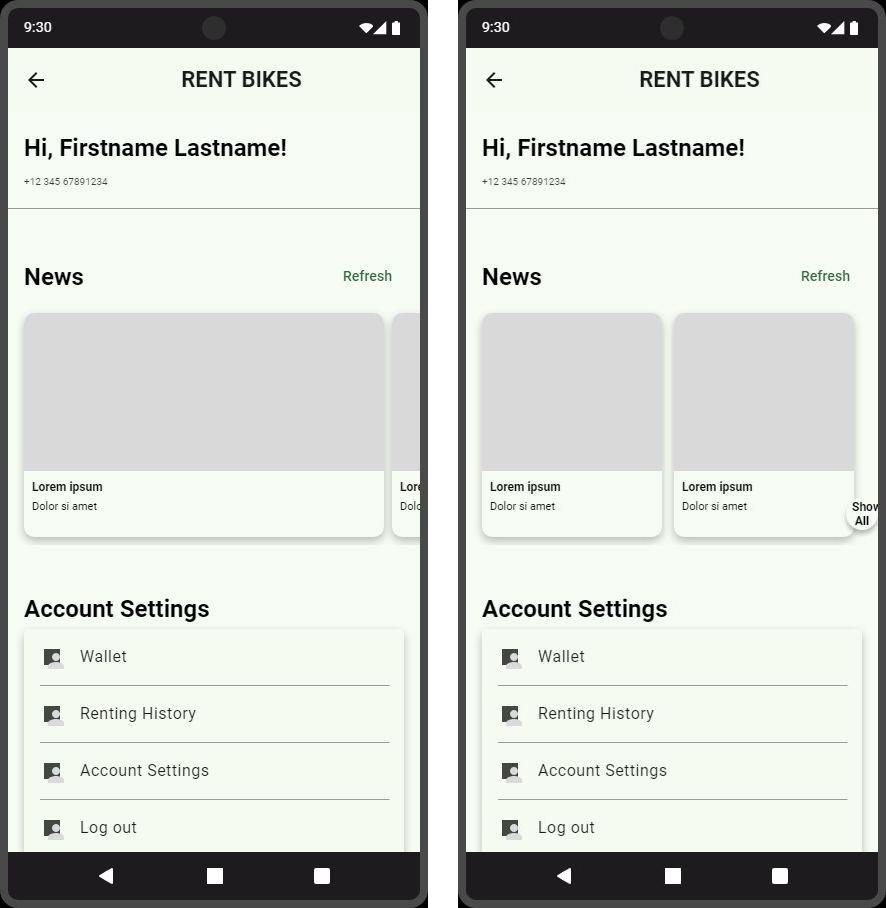 9:30
RENT BIKES
Hi, Firstname Lastname!
+12 345 67891234
News
Refresh
Lorem ipsum
Dolor si amet
Lore
Dolo
Account Settings
Wallet
Renting History
Account Settings
Log out
9:30
RENT BIKES
Hi, Firstname Lastname!
+12 345 67891234
News
Refresh
Lorem ipsum
Dolor si amet
Lorem ipsum
Dolor si amet
Show
All
Account Settings
Wallet
Renting History
Account Settings
Log out